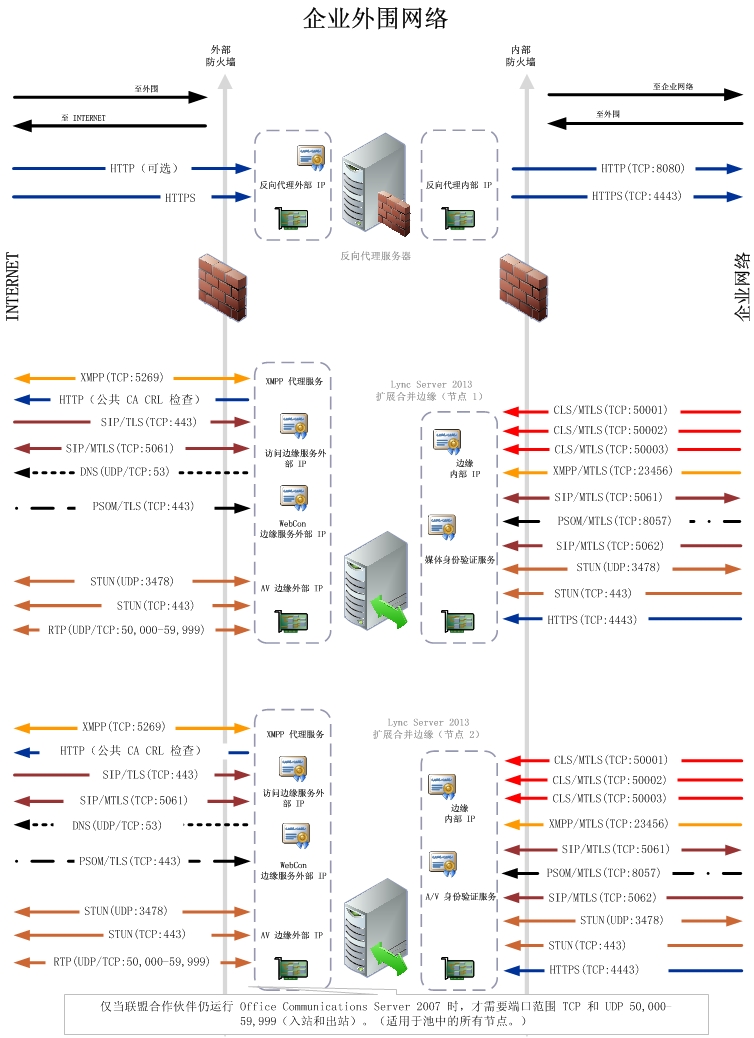 企业外围网络
外部
防火墙
内部
防火墙
至外围
至 INTERNET
至企业网络
至外围
HTTP（可选）
HTTPS
反向代理外部 IP
反向代理内部 IP
HTTP(TCP:8080)
HTTPS(TCP:4443)
反向代理服务器
INTERNET
企业网络
XMPP(TCP:5269)
HTTP（公共 CA CRL 检查）
SIP/TLS(TCP:443)
SIP/MTLS(TCP:5061)
DNS(UDP/TCP:53)
PSOM/TLS(TCP:443)
STUN(UDP:3478)
STUN(TCP:443)
RTP(UDP/TCP:50,000-59,999)
XMPP 代理服务
访问边缘服务外
部 IP
WebCon
边缘服务外部 IP
AV 边缘外部 IP
Lync Server 2013
扩展合并边缘（节点 1）
边缘
内部 IP
媒体身份验证服务
CLS/MTLS(TCP:50001)
CLS/MTLS(TCP:50002)
CLS/MTLS(TCP:50003)
XMPP/MTLS(TCP:23456)
SIP/MTLS(TCP:5061)
PSOM/MTLS(TCP:8057)
SIP/MTLS(TCP:5062)
STUN(UDP:3478)
STUN(TCP:443)
HTTPS(TCP:4443)
XMPP(TCP:5269)
HTTP（公共 CA CRL 检查）
SIP/TLS(TCP:443)
SIP/MTLS(TCP:5061)
DNS(UDP/TCP:53)
PSOM/TLS(TCP:443)
STUN(UDP:3478)
STUN(TCP:443)
RTP(UDP/TCP:50,000-59,999)
XMPP 代理服务
访问边缘服务外
部 IP
WebCon
边缘服务外部 IP
AV 边缘外部 IP
Lync Server 2013
扩展合并边缘（节点 2）
边缘
内部 IP
A/V 身份验证服务
CLS/MTLS(TCP:50001)
CLS/MTLS(TCP:50002)
CLS/MTLS(TCP:50003)
XMPP/MTLS(TCP:23456)
SIP/MTLS(TCP:5061)
PSOM/MTLS(TCP:8057)
SIP/MTLS(TCP:5062)
STUN(UDP:3478)
STUN(TCP:443)
HTTPS(TCP:4443)
仅当联盟合作伙伴仍运行 Office Communications Server 2007 时，才需要端口范围 TCP 和 UDP 50,000-
59,999（入站和出站）。（适用于池中的所有节点。）